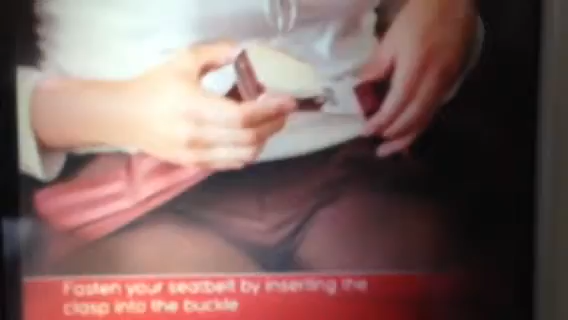 Fasten your seatbelt by inserting the
clasp into the buckle